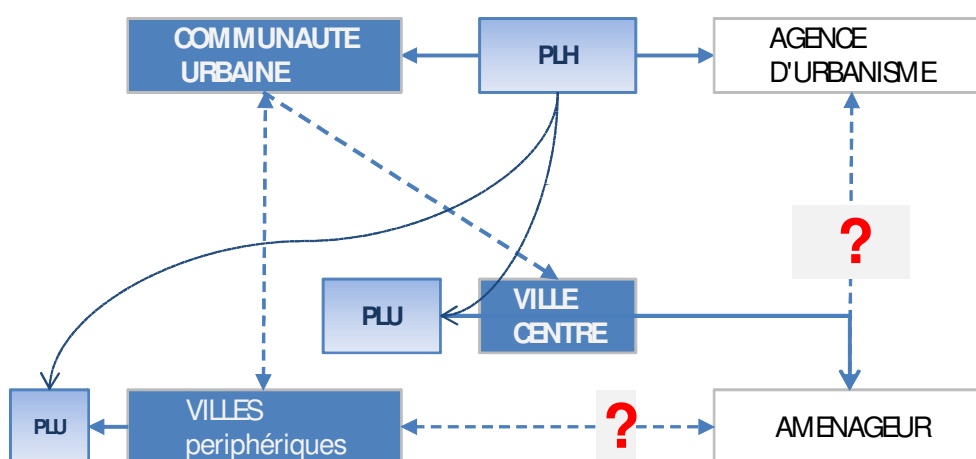 COMMUNAUTE
URBAINE
PLH
AGENCE
D'URBANISME
?
PLU
VILLE
CENTRE
PLU
VILLES
periphériques
?
AMENAGEUR